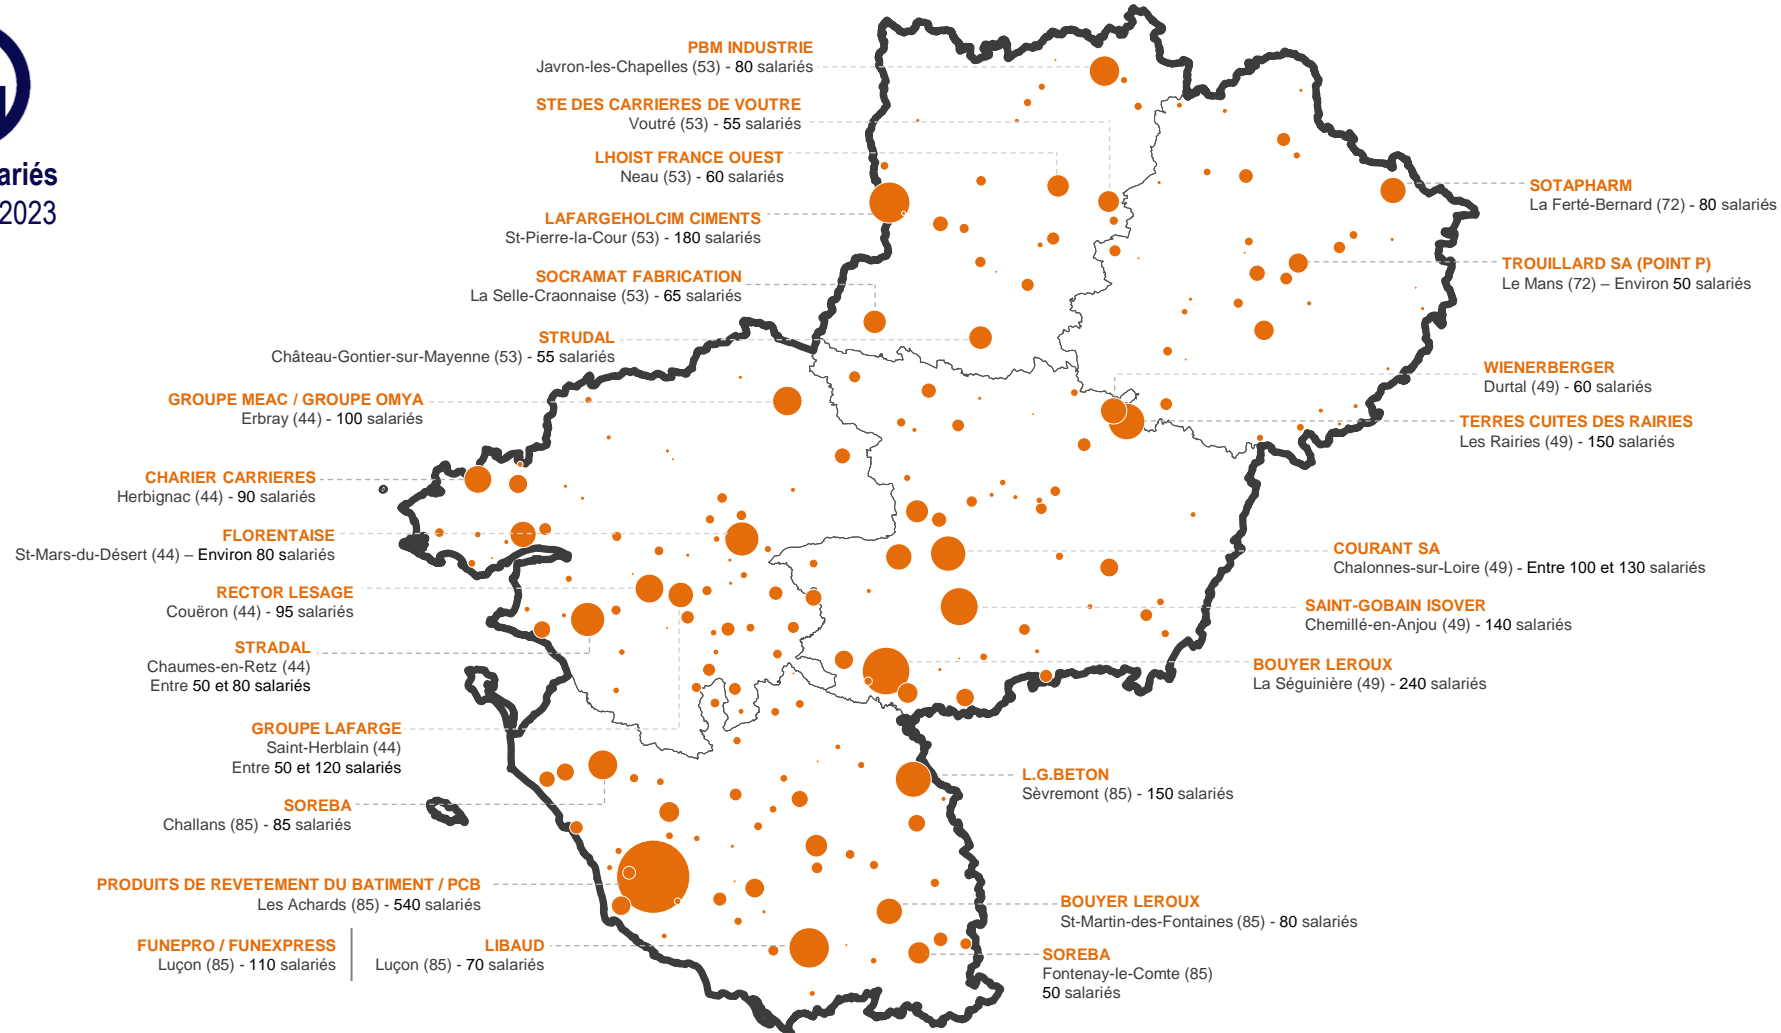 ariés
2023
PBM INDUSTRIE
Javron-les-Chapelles (53) - 80 salariés
STE DES CARRIERES DE VOUTRE
Voutré (53) - 55 salariés
LHOIST FRANCE OUEST
Neau (53) - 60 salariés
LAFARGEHOLCIM CIMENTS
St-Pierre-la-Cour (53) - 180 salariés
SOCRAMAT FABRICATION
La Selle-Craonnaise (53) - 65 salariés
STRUDAL
Château-Gontier-sur-Mayenne (53) - 55 salariés
GROUPE MEAC / GROUPE OMYA
Erbray (44) - 100 salariés
CHARIER CARRIERES
Herbignac (44) - 90 salariés
FLORENTAISE
St-Mars-du-Désert (44) – Environ 80 salariés
RECTOR LESAGE
Couëron (44) - 95 salariés
STRADAL
Chaumes-en-Retz (44)
Entre 50 et 80 salariés
GROUPE LAFARGE
Saint-Herblain (44)
Entre 50 et 120 salariés
SOREBA
Challans (85) - 85 salariés
PRODUITS DE REVETEMENT DU BATIMENT / PCB
Les Achards (85) - 540 salariés
FUNEPRO / FUNEXPRESS
Luçon (85) - 110 salariés
LIBAUD
Luçon (85) - 70 salariés
SOTAPHARM
La Ferté-Bernard (72) - 80 salariés
TROUILLARD SA (POINT P)
Le Mans (72) – Environ 50 salariés
WIENERBERGER
Durtal (49) - 60 salariés
TERRES CUITES DES RAIRIES
Les Rairies (49) - 150 salariés
COURANT SA
Chalonnes-sur-Loire (49) - Entre 100 et 130 salariés
SAINT-GOBAIN ISOVER
Chemillé-en-Anjou (49) - 140 salariés
BOUYER LEROUX
La Séguinière (49) - 240 salariés
L.G.BETON
Sèvremont (85) - 150 salariés
BOUYER LEROUX
St-Martin-des-Fontaines (85) - 80 salariés
SOREBA
Fontenay-le-Comte (85)
50 salariés